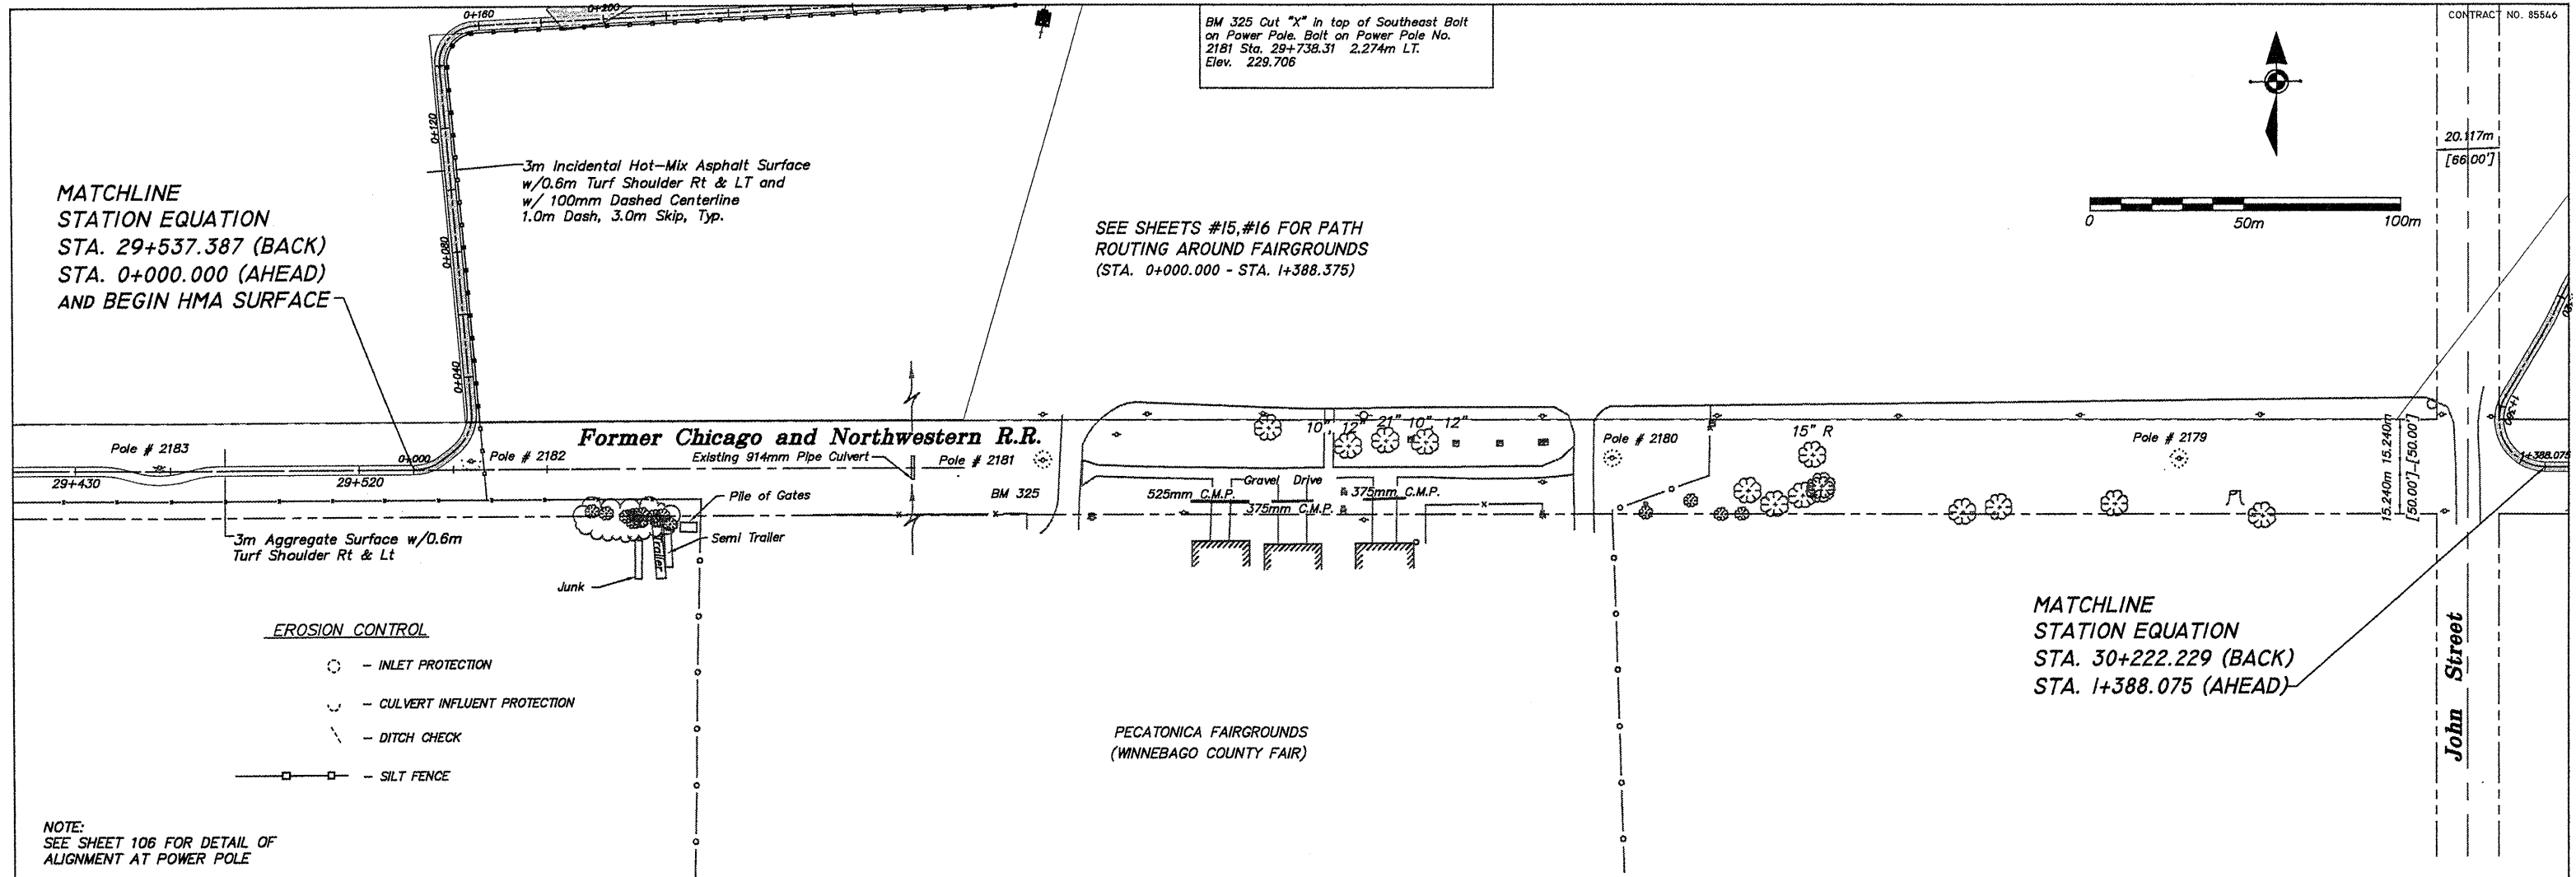 CONTRACT NO. 85546
BM 325 Cut "X" in top of Southeast Bolt
on Power Pole. Bolt on Power Pole No.
2181 Sta. 29+738.31 2.274m LT.
Elev. 229.706
0+160
0+200
0+120
0+080
0+040
0+000
3m Incidental Hot-Mix Asphalt Surface
w/0.6m Turf Shoulder Rt & LT and
w/ 100mm Dashed Centerline
1.0m Dash, 3.0m Skip, Typ.
MATCHLINE
STATION EQUATION
STA. 29+537.387 (BACK)
STA. 0+000.000 (AHEAD)
AND BEGIN HMA SURFACE
SEE SHEETS #15,#16 FOR PATH
ROUTING AROUND FAIRGROUNDS
(STA. 0+000.000 - STA. 1+388.375)
20.117m
[66.00']
0
50m
100m
Former Chicago and Northwestern R.R.
Existing 914mm Pipe Culvert
Pole # 2183
Pole # 2182
Pole # 2181
Pole # 2180
Pole # 2179
29+430
29+520
BM 325
10", 12" 21" 10", 12"
15" R
Gravel Drive
525mm C.M.P.
375mm C.M.P.
375mm C.M.P.
15.240m 15.240m
[50.00']-[50.00']
1+388.075
Pile of Gates
Semi Trailer
Trailer
Junk
3m Aggregate Surface w/0.6m
Turf Shoulder Rt & Lt
EROSION CONTROL
- INLET PROTECTION
- CULVERT INFLUENT PROTECTION
- DITCH CHECK
- SILT FENCE
NOTE:
SEE SHEET 106 FOR DETAIL OF
ALIGNMENT AT POWER POLE
PECATONICA FAIRGROUNDS
(WINNEBAGO COUNTY FAIR)
MATCHLINE
STATION EQUATION
STA. 30+222.229 (BACK)
STA. 1+388.075 (AHEAD)
John Street